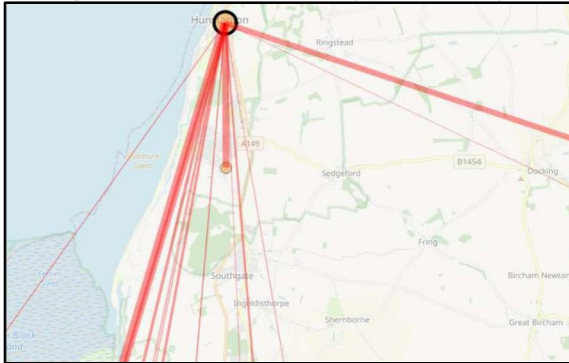 Ringstead
A149
B1454
Docking
Sedgeford
Fring
Southgate
Bircham Newton
Ingoldisthorpe
Shernborne
Great Bircham